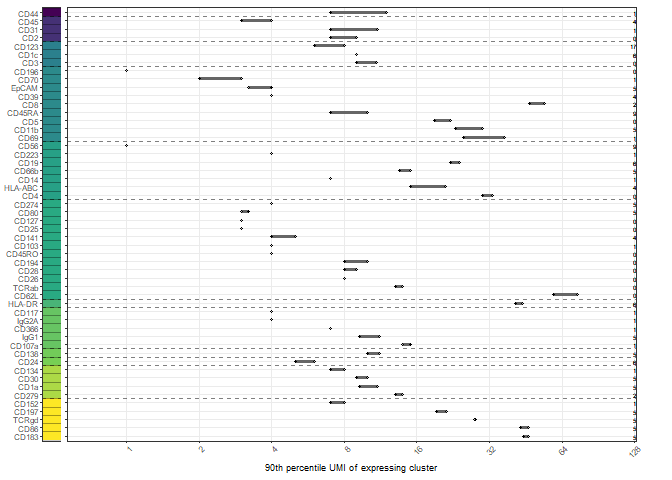 CD44
CD45
CD31
CD2
CD123
CD1c
CD3
CD196
CD70
EpCAM
CD39
CD8
CD45RA
CD5
CD11b
CD69
CD56
CD223
CD19
CD66b
CD14
HLA-ABC
CD4
CD274
CD80
CD127
CD25
CD141
CD103
CD45RO
CD194
CD28
CD26
TCRab
CD62L
HLA-DR
CD117
IgG2A
CD366
IgG1
CD107a
CD138
CD24
CD134
CD30
CD1a
CD279
CD152
CD197
TCRgd
CD86
CD183
1 2 4 8 16 32 64 128
90th percentile UMI of expressing cluster